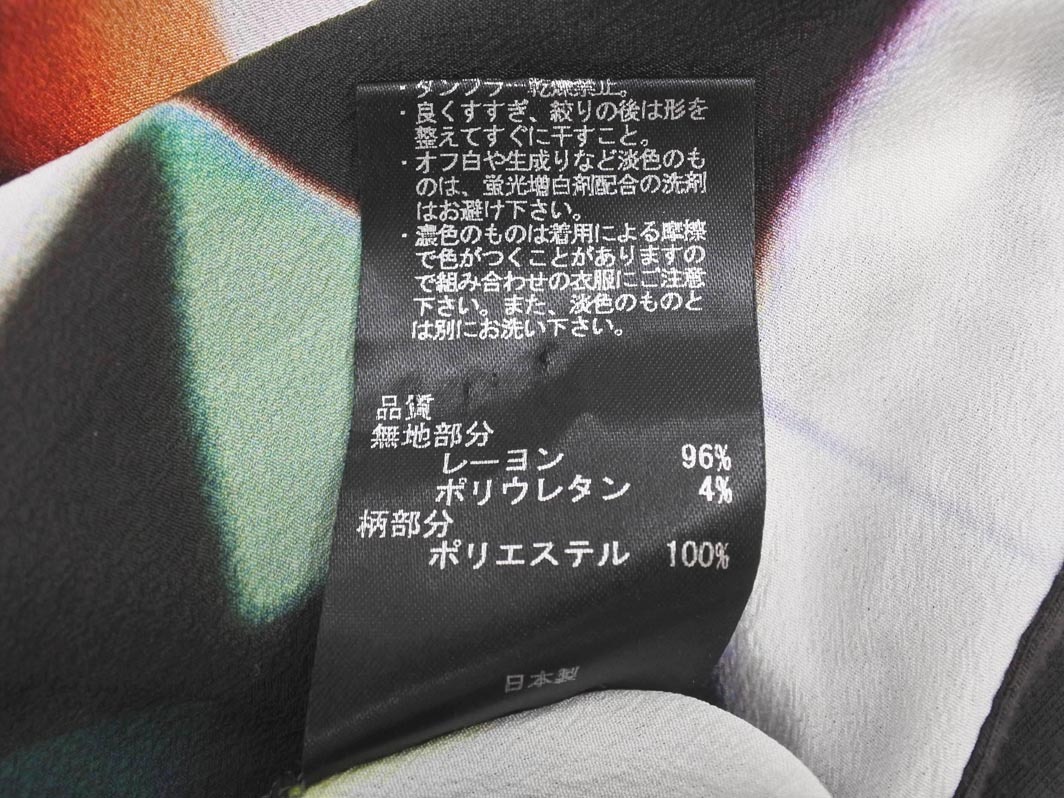 ・タンブラー乾燥禁止。
・良くすすぎ、絞りの後は形を
整えてすぐに干すこと。
・オフ白や生成りなど淡色のも
のは、蛍光増白剤配合の洗剤
はお避け下さい。
・濃色のものは着用による摩擦
で色がつくことがありますの
で組み合わせの衣服にご注意
下さい。また、淡色のものと
は別にお洗い下さい。
品質
無地部分
レーヨン 96%
ポリウレタン 4%
柄部分
ポリエステル 100%
日本製